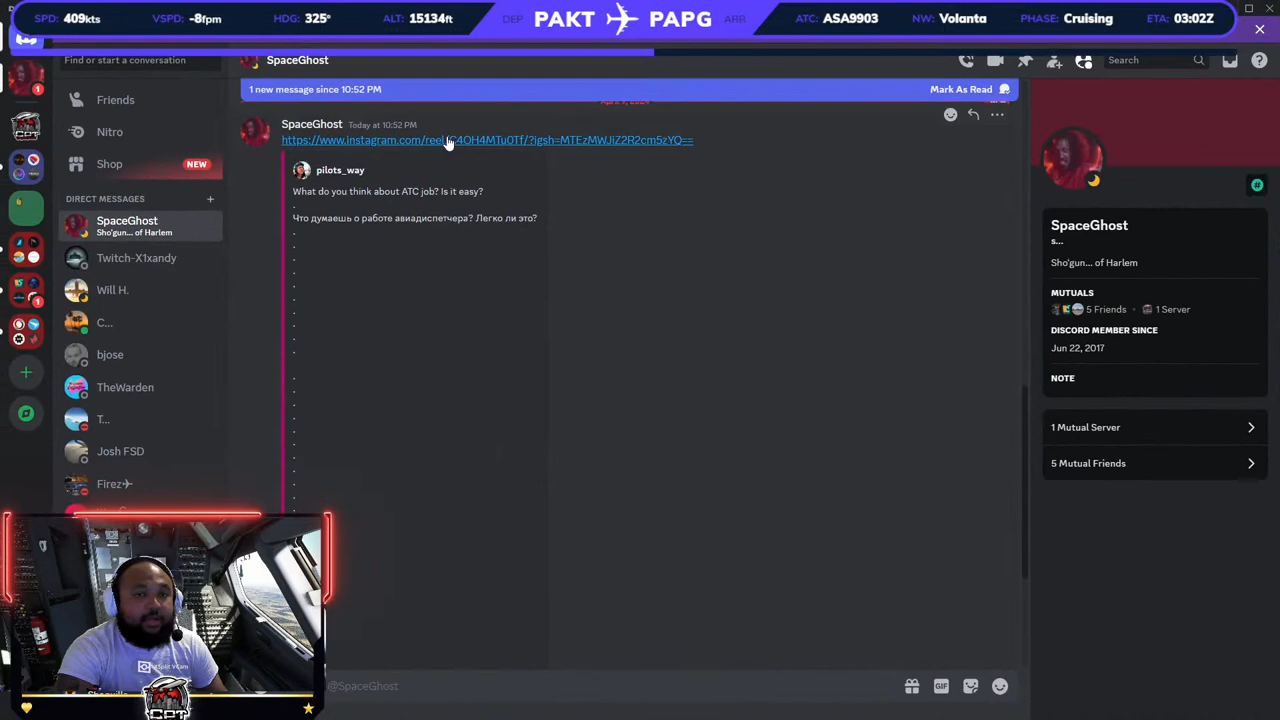 SPD: 409kts VSPD: -8fpm HDG: 325° ALT: 15134ft DEP PAKT PAPG ARR ATC: ASA9903 NW: Volanta PHASE: Cruising ETA: 03:02Z
Find or start a conversation
SpaceGhost
Search
1 new message since 10:52 PM
Mark As Read
Friends
Nitro
Shop
NEW
DIRECT MESSAGES
SpaceGhost
Sho'gun... of Harlem
Twitch-X1xandy
Will H.
C...
bjose
TheWarden
T...
Josh FSD
Firez
SpaceGhost Today at 10:52 PM
pilots_way
What do you think about ATC job? Is it easy?
Что думаешь о работе авиадиспетчера? Легко ли это?
@SpaceGhost
GIF
SpaceGhost
s...
Sho'gun... of Harlem
MUTUALS
5 Friends
1 Server
DISCORD MEMBER SINCE
Jun 22, 2017
NOTE
1 Mutual Server
5 Mutual Friends
CPT